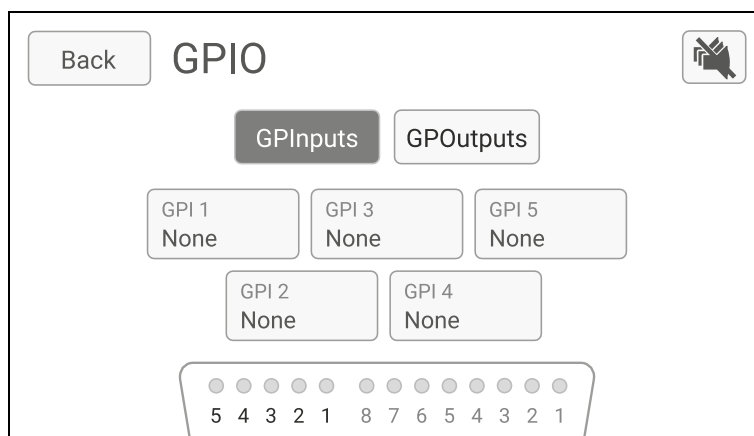 Back GPIO
GPInputs GPOutputs
GPI 1 GPI 3 GPI 5
None None None
GPI 2 GPI 4
None None
5 4 3 2 1 8 7 6 5 4 3 2 1